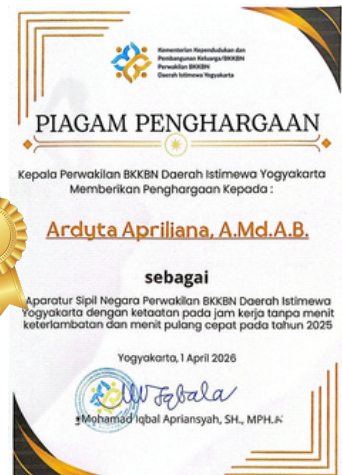 Kementerian Kependudukan dan
Pembangunan Keluarga/BKKBN
Perwakilan BKKBN
Daerah Istimewa Yogyakarta
PIAGAM PENGHARGAAN
Kepala Perwakilan BKKBN Daerah Istimewa Yogyakarta
Memberikan Penghargaan Kepada :
Ardyta Apriliana, A.Md.A.B.
sebagai
Aparatur Sipil Negara Perwakilan BKKBN Daerah Istimewa
Yogyakarta dengan ketaatan pada jam kerja tanpa menit
keterlambatan dan menit pulang cepat pada tahun 2025
Yogyakarta, 1 April 2026
Mohamad Iqbal Apriansyah, SH., MPH.